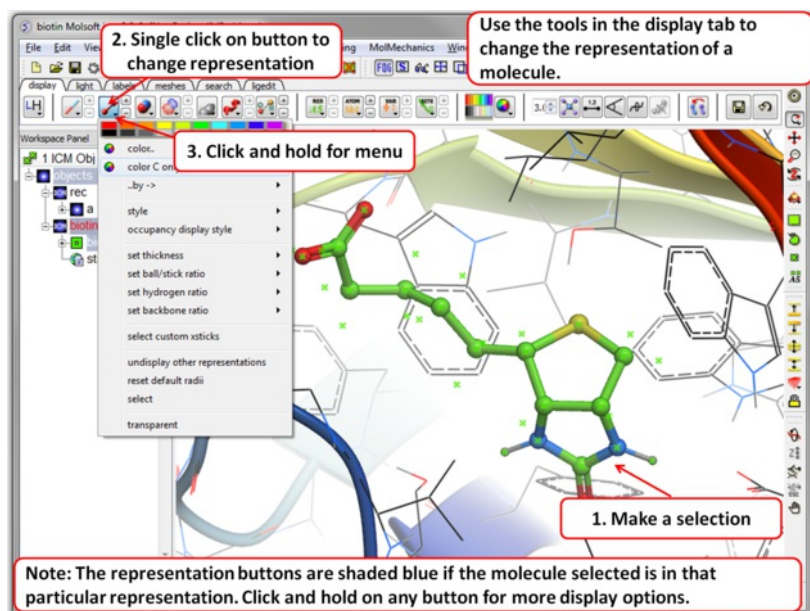 biotin Molsoft
2. Single click on button to
change representation
Use the tools in the display tab to
change the representation of a
molecule.
File Edit View
MolMechanics
display light labels meshes search ligedit
LH
3. Click and hold for menu
Workspace Panel
1 ICM Obj
objects
rec
a
biotin
st
color..
color C on
..by ->
style
occupancy display style
set thickness
set ball/stick ratio
set hydrogen ratio
set backbone ratio
select custom xsticks
undisplay other representations
reset default radii
select
transparent
1. Make a selection
Note: The representation buttons are shaded blue if the molecule selected is in that
particular representation. Click and hold on any button for more display options.